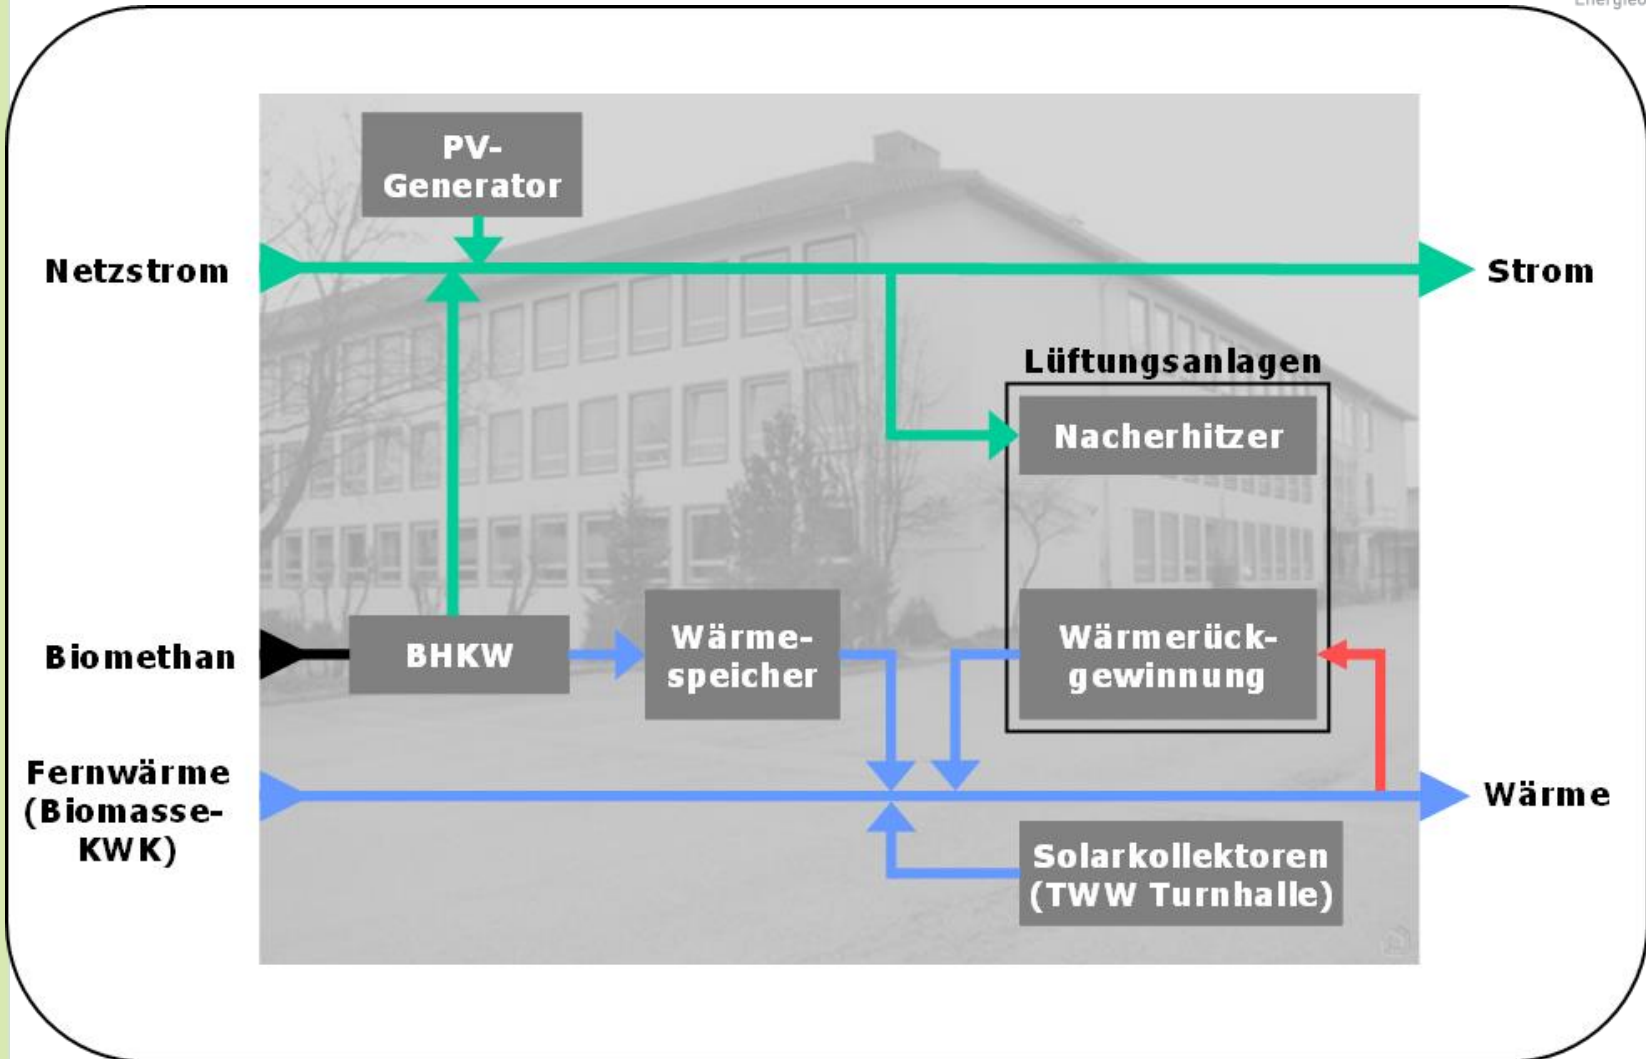 PV-
Generator
Netzstrom
Strom
Lüftungsanlagen
Nacherhitzer
Biomethan
BHKW
Wärme-
speicher
Wärmerück-
gewinnung
Fernwärme
(Biomasse-
KWK)
Wärme
Solarkollektoren
(TWW Turnhalle)